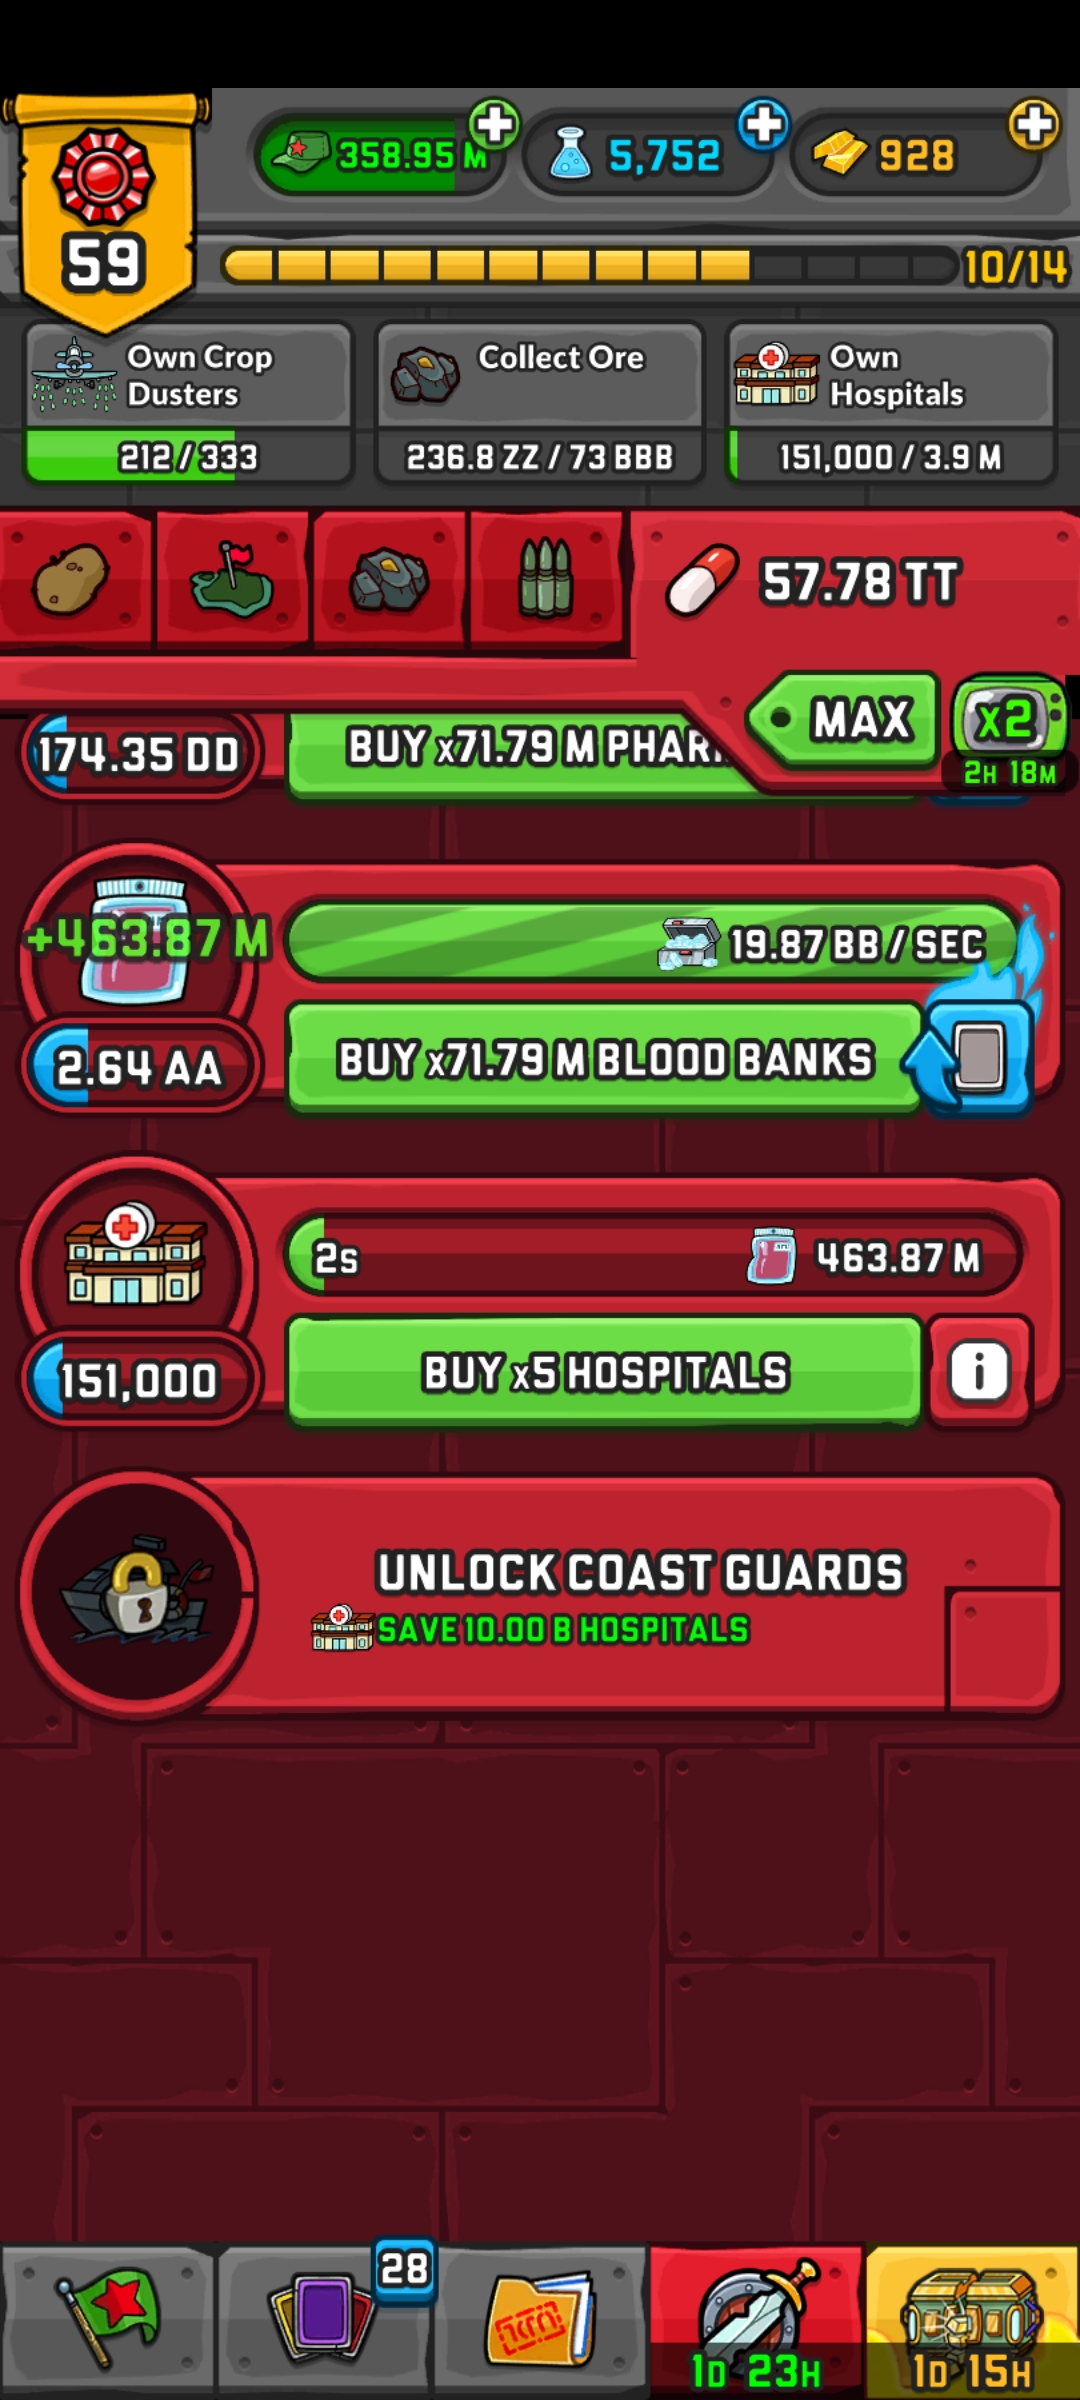 358.95 M
5,752
928
59
10/14
Own Crop
Dusters
212 / 333
Collect Ore
236.8 ZZ / 73 BBB
Own
Hospitals
151,000 / 3.9 M
57.78 TT
MAX
x2
2H 18M
174.35 DD
BUY x71.79 M
+463.87 M
19.87 BB / SEC
2.64 AA
BUY x71.79 M BLOOD BANKS
2s
463.87 M
151,000
BUY x5 HOSPITALS
i
UNLOCK COAST GUARDS
SAVE 10.00 B HOSPITALS
28
1D 23H
1D 15H